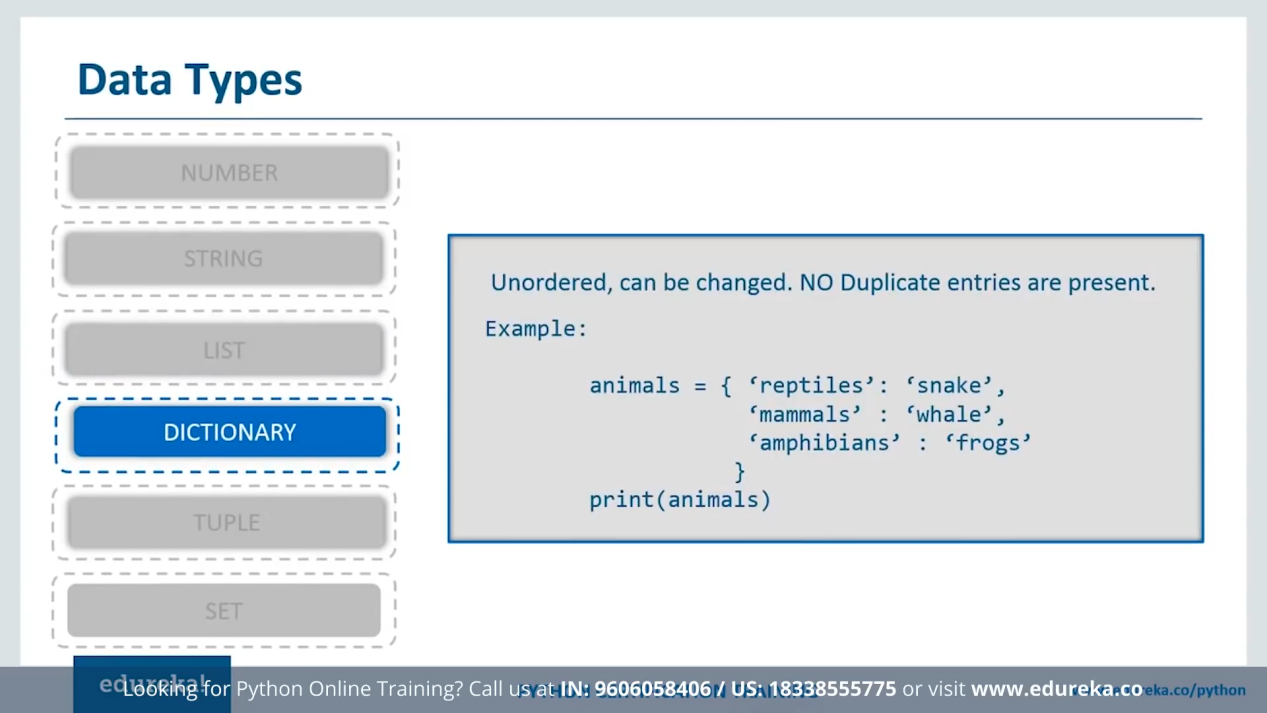 Data Types
NUMBER
STRING
LIST
DICTIONARY
TUPLE
SET
Unordered, can be changed. NO Duplicate entries are present.
Example:
animals = { ‘reptiles’: ‘snake’,
‘mammals’ : ‘whale’,
‘amphibians’ : ‘frogs’
}
print(animals)
edureka!
Looking for Python Online Training? Call us at IN: 9606058406 / US: 18338555775 or visit www.edureka.co